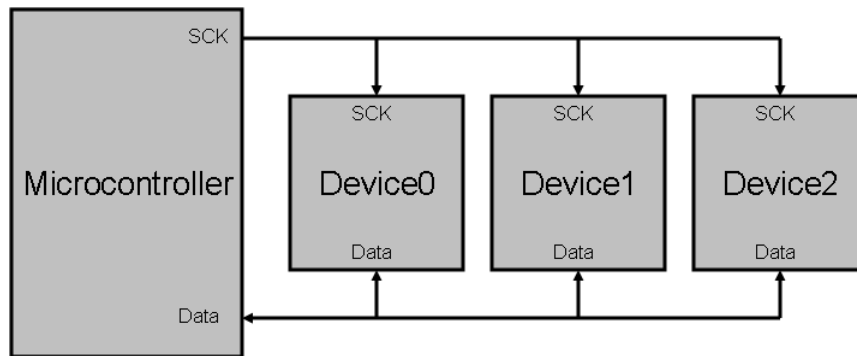 SCK
SCK
SCK
SCK
Microcontroller
Device0
Device1
Device2
Data
Data
Data
Data